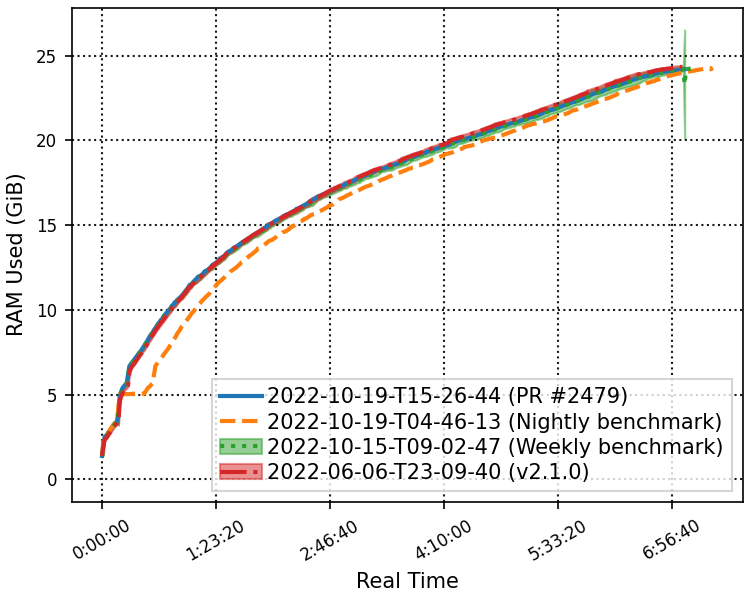 25
20
15
10
5
0
RAM Used (GiB)
2022-10-19-T15-26-44 (PR #2479)
2022-10-19-T04-46-13 (Nightly benchmark)
2022-10-15-T09-02-47 (Weekly benchmark)
2022-06-06-T23-09-40 (v2.1.0)
0:00:00
1:23:20
2:46:40
4:10:00
5:33:20
6:56:40
Real Time